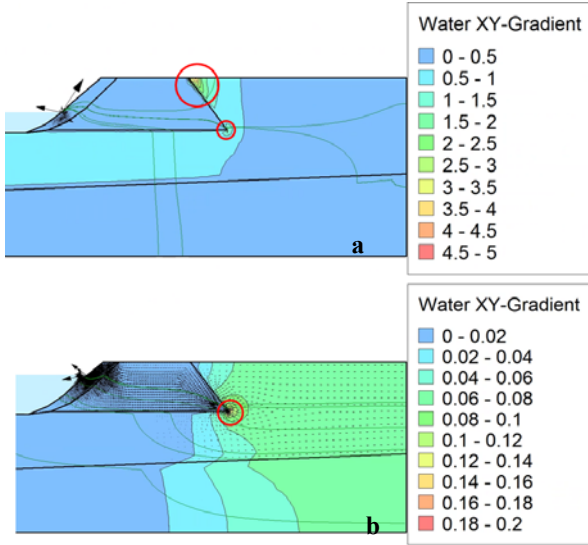 Water XY-Gradient
0 - 0.5
0.5 - 1
1 - 1.5
1.5 - 2
2 - 2.5
2.5 - 3
3 - 3.5
3.5 - 4
4 - 4.5
4.5 - 5
a
Water XY-Gradient
0 - 0.02
0.02 - 0.04
0.04 - 0.06
0.06 - 0.08
0.08 - 0.1
0.1 - 0.12
0.12 - 0.14
0.14 - 0.16
0.16 - 0.18
0.18 - 0.2
b